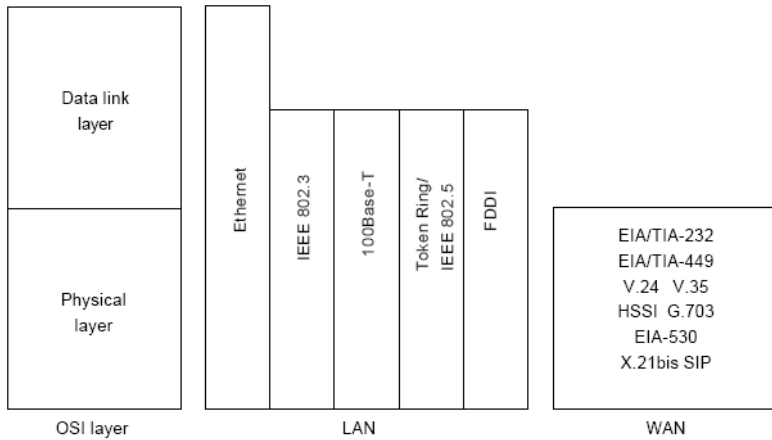 Data link
layer
Physical
layer
OSI layer
Ethernet
IEEE 802.3
100Base-T
Token Ring/
IEEE 802.5
FDDI
LAN
EIA/TIA-232
EIA/TIA-449
V.24 V.35
HSSI G.703
EIA-530
X.21bis SIP
WAN